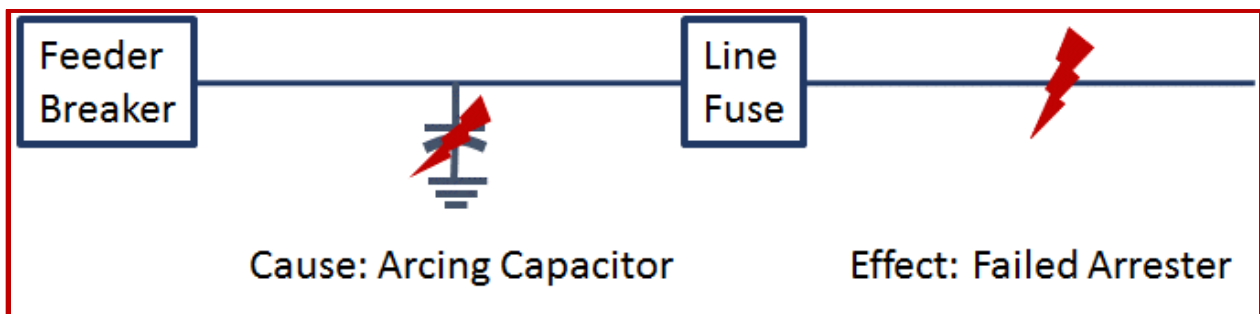 Feeder
Breaker
Line
Fuse
Cause: Arcing Capacitor
Effect: Failed Arrester